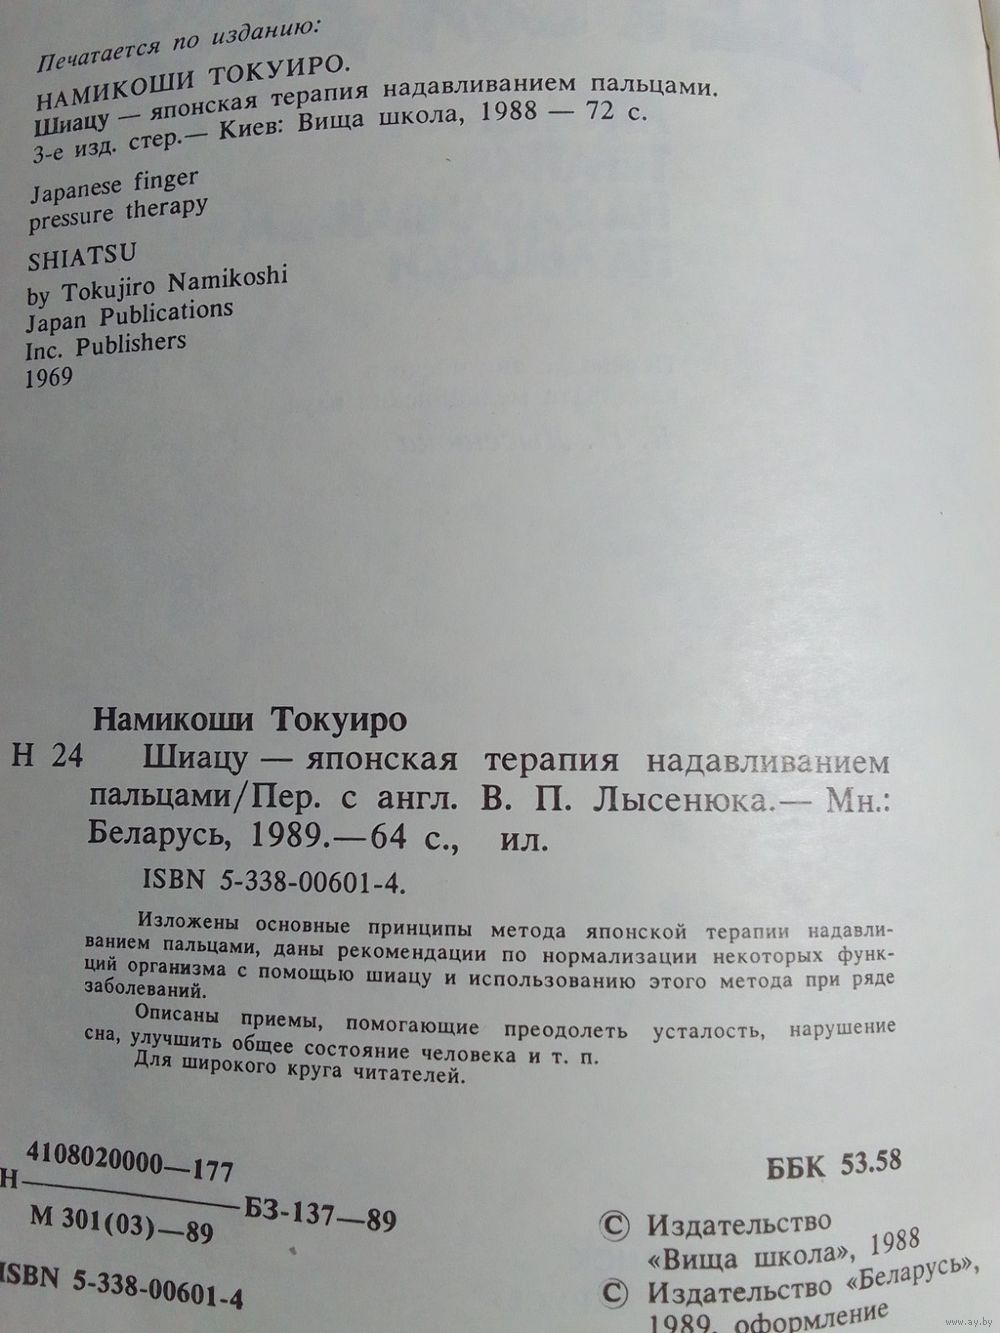 Печатается по изданию:
НАМИКОШИ ТОКУИРО.
Шиацу — японская терапия надавливанием пальцами.
3-е изд. стер.— Киев: Вища школа, 1988 — 72 с.
Japanese finger
pressure therapy
SHIATSU
by Tokujiro Namikoshi
Japan Publications
Inc. Publishers
1969
Намикоши Токуиро
Н 24 Шиацу — японская терапия надавливанием
пальцами/Пер. с англ. В. П. Лысенюка.— Мн.:
Беларусь, 1989.—64 с., ил.
ISBN 5-338-00601-4.
Изложены основные принципы метода японской терапии надавли-
ванием пальцами, даны рекомендации по нормализации некоторых функ-
ций организма с помощью шиацу и использованию этого метода при ряде
заболеваний.
Описаны приемы, помогающие преодолеть усталость, нарушение
сна, улучшить общее состояние человека и т. п.
Для широкого круга читателей.
4108020000—177
Н———БЗ-137—89
М 301(03)—89
ISBN 5-338-00601-4
ББК 53.58
© Издательство
«Вища школа», 1988
© Издательство «Беларусь»,
1989, оформление
www.ay.by